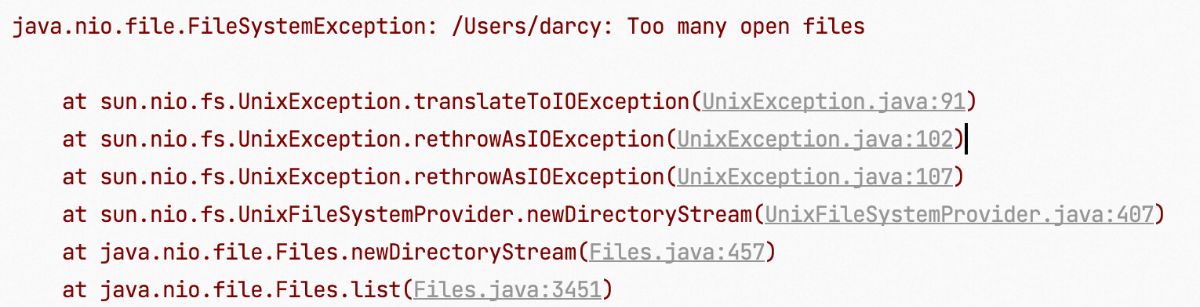 java.nio.file.FileSystemException: /Users/darcy: Too many open files
at sun.nio.fs.UnixException.translateToIOException(UnixException.java:91)
at sun.nio.fs.UnixException.rethrowAsIOException(UnixException.java:102)
at sun.nio.fs.UnixException.rethrowAsIOException(UnixException.java:107)
at sun.nio.fs.UnixFileSystemProvider.newDirectoryStream(UnixFileSystemProvider.java:407)
at java.nio.file.Files.newDirectoryStream(Files.java:457)
at java.nio.file.Files.list(Files.java:3451)